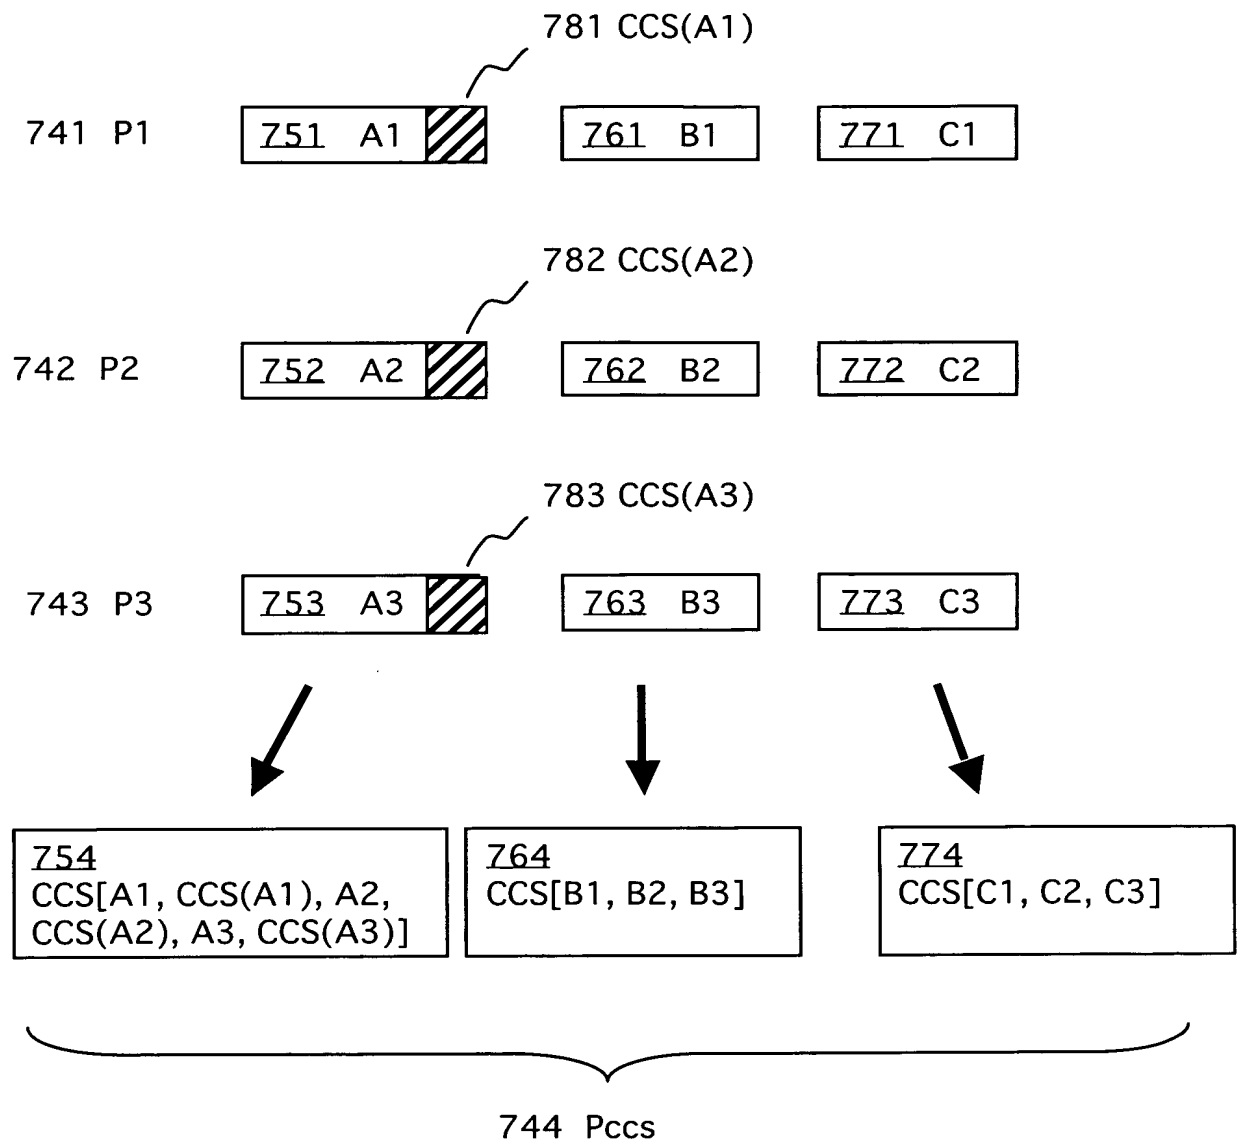 781 CCS(A1)
741 P1
751 A1
761 B1
771 C1
782 CCS(A2)
742 P2
752 A2
762 B2
772 C2
783 CCS(A3)
743 P3
753 A3
763 B3
773 C3
754
CCS[A1, CCS(A1), A2,
CCS(A2), A3, CCS(A3)]
764
CCS[B1, B2, B3]
774
CCS[C1, C2, C3]
744 Pccs